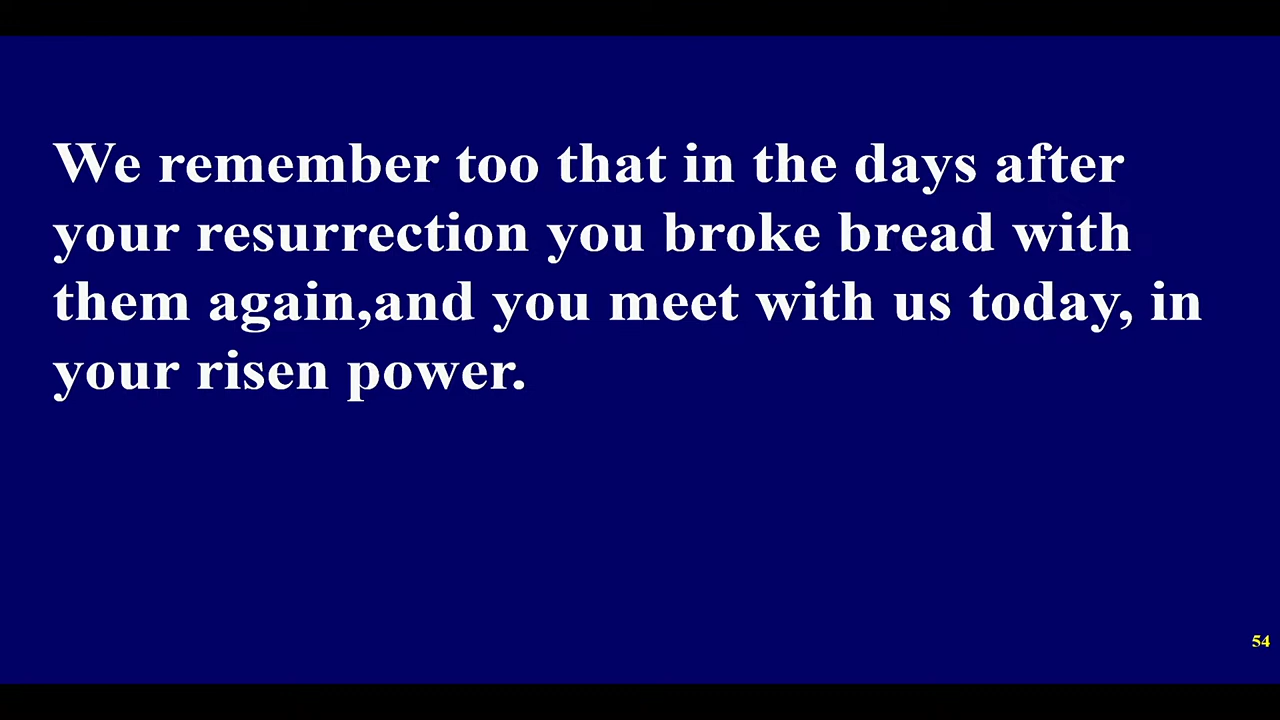 We remember too that in the days after
your resurrection you broke bread with
them again,and you meet with us today, in
your risen power.
54